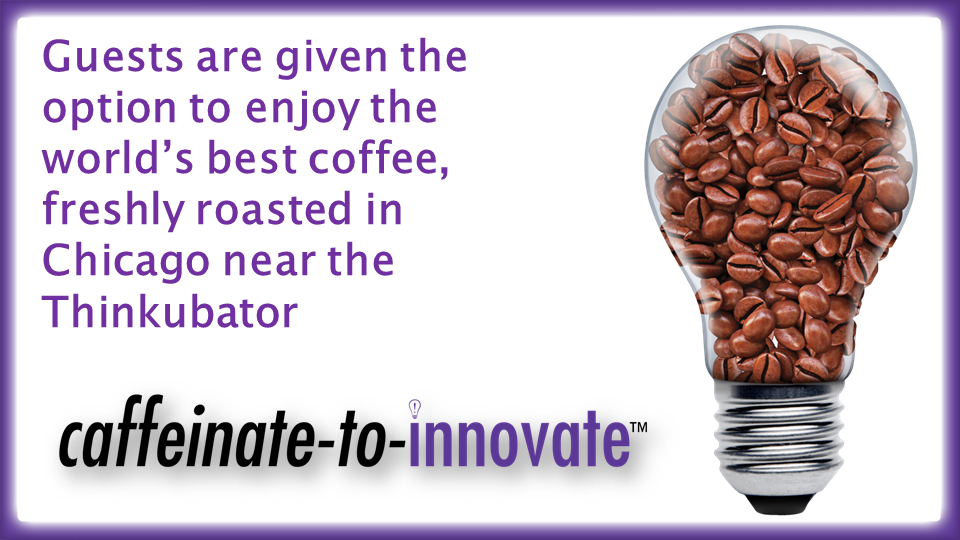 Guests are given the
option to enjoy the
world’s best coffee,
freshly roasted in
Chicago near the
Thinkubator
caffeinate-to-innovate™